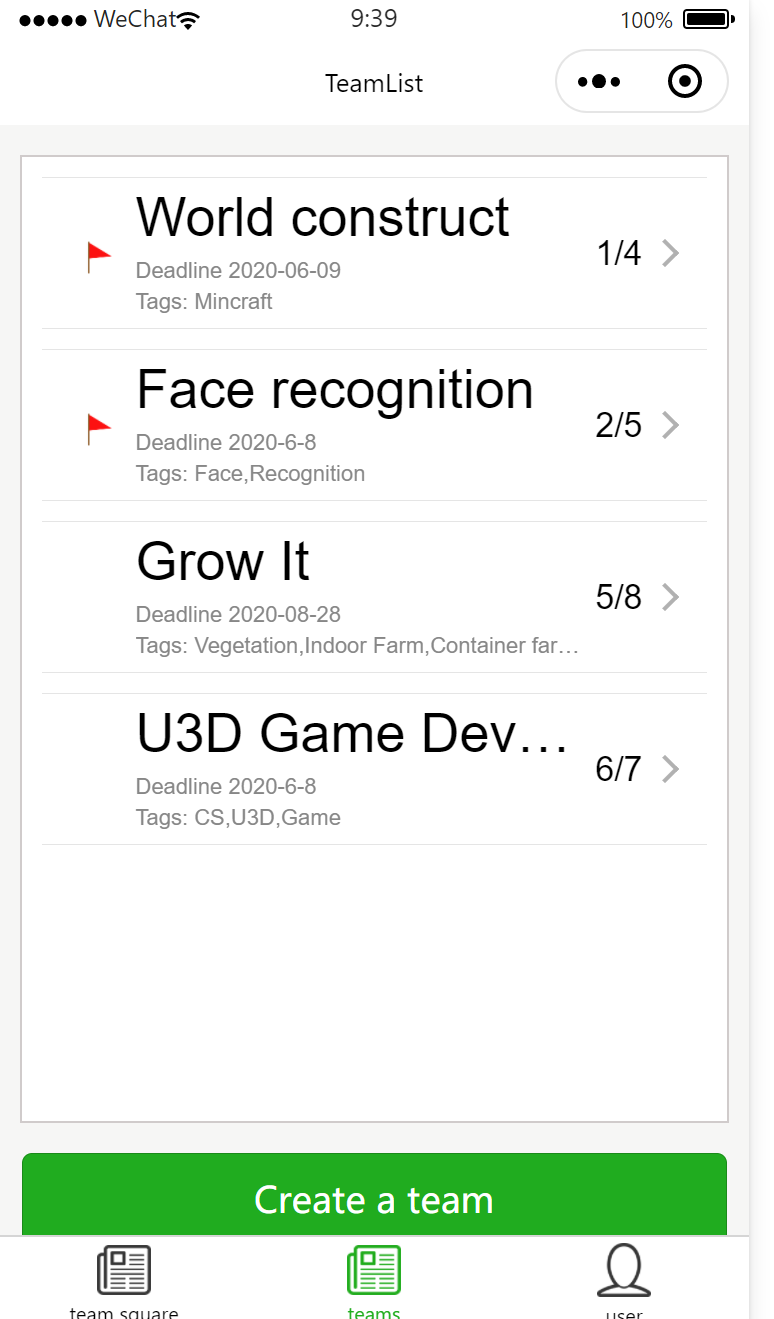 WeChat 9:39 100%
TeamList
World construct
1/4
Deadline 2020-06-09
Tags: Mincraft
Face recognition
2/5
Deadline 2020-6-8
Tags: Face,Recognition
Grow It
5/8
Deadline 2020-08-28
Tags: Vegetation,Indoor Farm,Container far…
U3D Game Dev…
6/7
Deadline 2020-6-8
Tags: CS,U3D,Game
Create a team
team square teams user